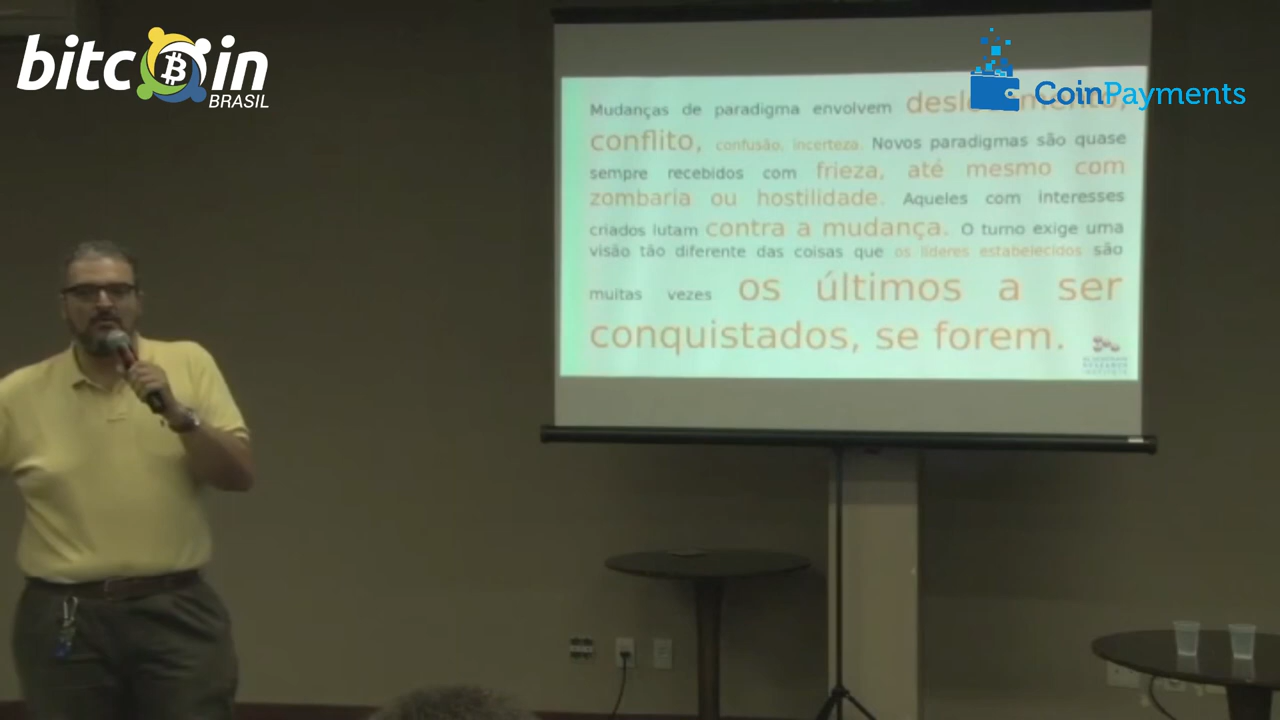 bitcoin
BRASIL
CoinPayments
Mudanças de paradigma envolvem
conflito, confusão, incerteza. Novos paradigmas são quase
sempre recebidos com frieza, até mesmo com
zombaria ou hostilidade. Aqueles com interesses
criados lutam contra a mudança. O turno exige uma
visão tão diferente das coisas que os líderes estabelecidos são
muitas vezes os últimos a ser
conquistados, se forem.